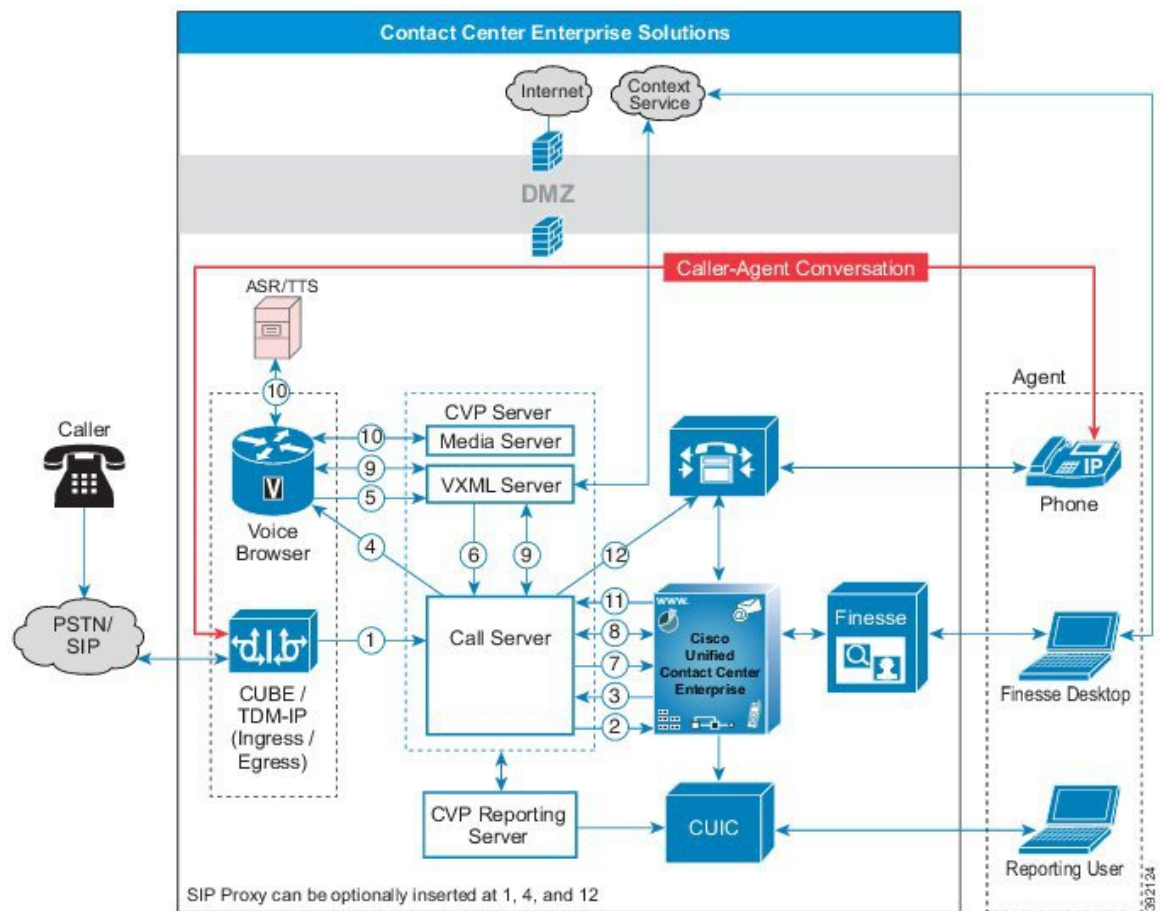 Contact Center Enterprise Solutions
Internet
Context
Service
DMZ
Caller-Agent Conversation
ASR/TTS
Agent
10
CVP Server
Caller
10
Media Server
9
VXML Server
IP
5
V
Phone
Voice
Browser
4
6
9
12
www.
@
11
PSTN/
SIP
1
Call Server
8
Cisco
Unified
Contact Center
Enterprise
Finesse
7
CUBE /
TDM-IP
(Ingress /
Egress)
3
Finesse Desktop
2
CVP Reporting
Server
CUIC
Reporting User
SIP Proxy can be optionally inserted at 1, 4, and 12
392124